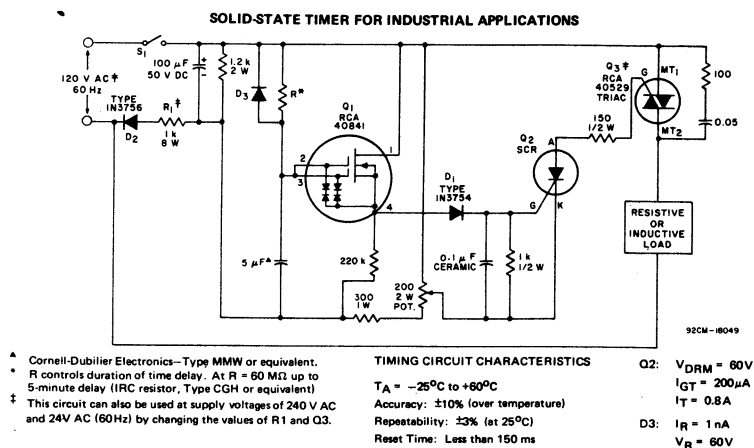 SOLID-STATE TIMER FOR INDUSTRIAL APPLICATIONS
S1
120 V AC‡
60 Hz
100 µF
50 V DC
+
−
1.2 k
2 W
D3
R*
TYPE
IN3756
D2
R1‡
1 k
8 W
Q1
RCA
40841
1
2
3
4
5 µF▲
220 k
300
1 W
200
2 W
POT.
D1
TYPE
IN3754
0.1 µF
CERAMIC
1 k
1/2 W
Q2
SCR
A
G
K
150
1/2 W
Q3‡
RCA
40529
TRIAC
G
MT1
MT2
100
0.05
RESISTIVE
OR
INDUCTIVE
LOAD
92CM-18049
▲ Cornell-Dubilier Electronics—Type MMW or equivalent.
* R controls duration of time delay. At R = 60 MΩ up to
5-minute delay (IRC resistor, Type CGH or equivalent)
‡ This circuit can also be used at supply voltages of 240 V AC
and 24V AC (60Hz) by changing the values of R1 and Q3.
TIMING CIRCUIT CHARACTERISTICS
TA = −25°C to +60°C
Accuracy: ±10% (over temperature)
Repeatability: ±3% (at 25°C)
Reset Time: Less than 150 ms
Q2: VDRM = 60V
IGT = 200µA
IT = 0.8A
D3: IR = 1 nA
VR = 60V